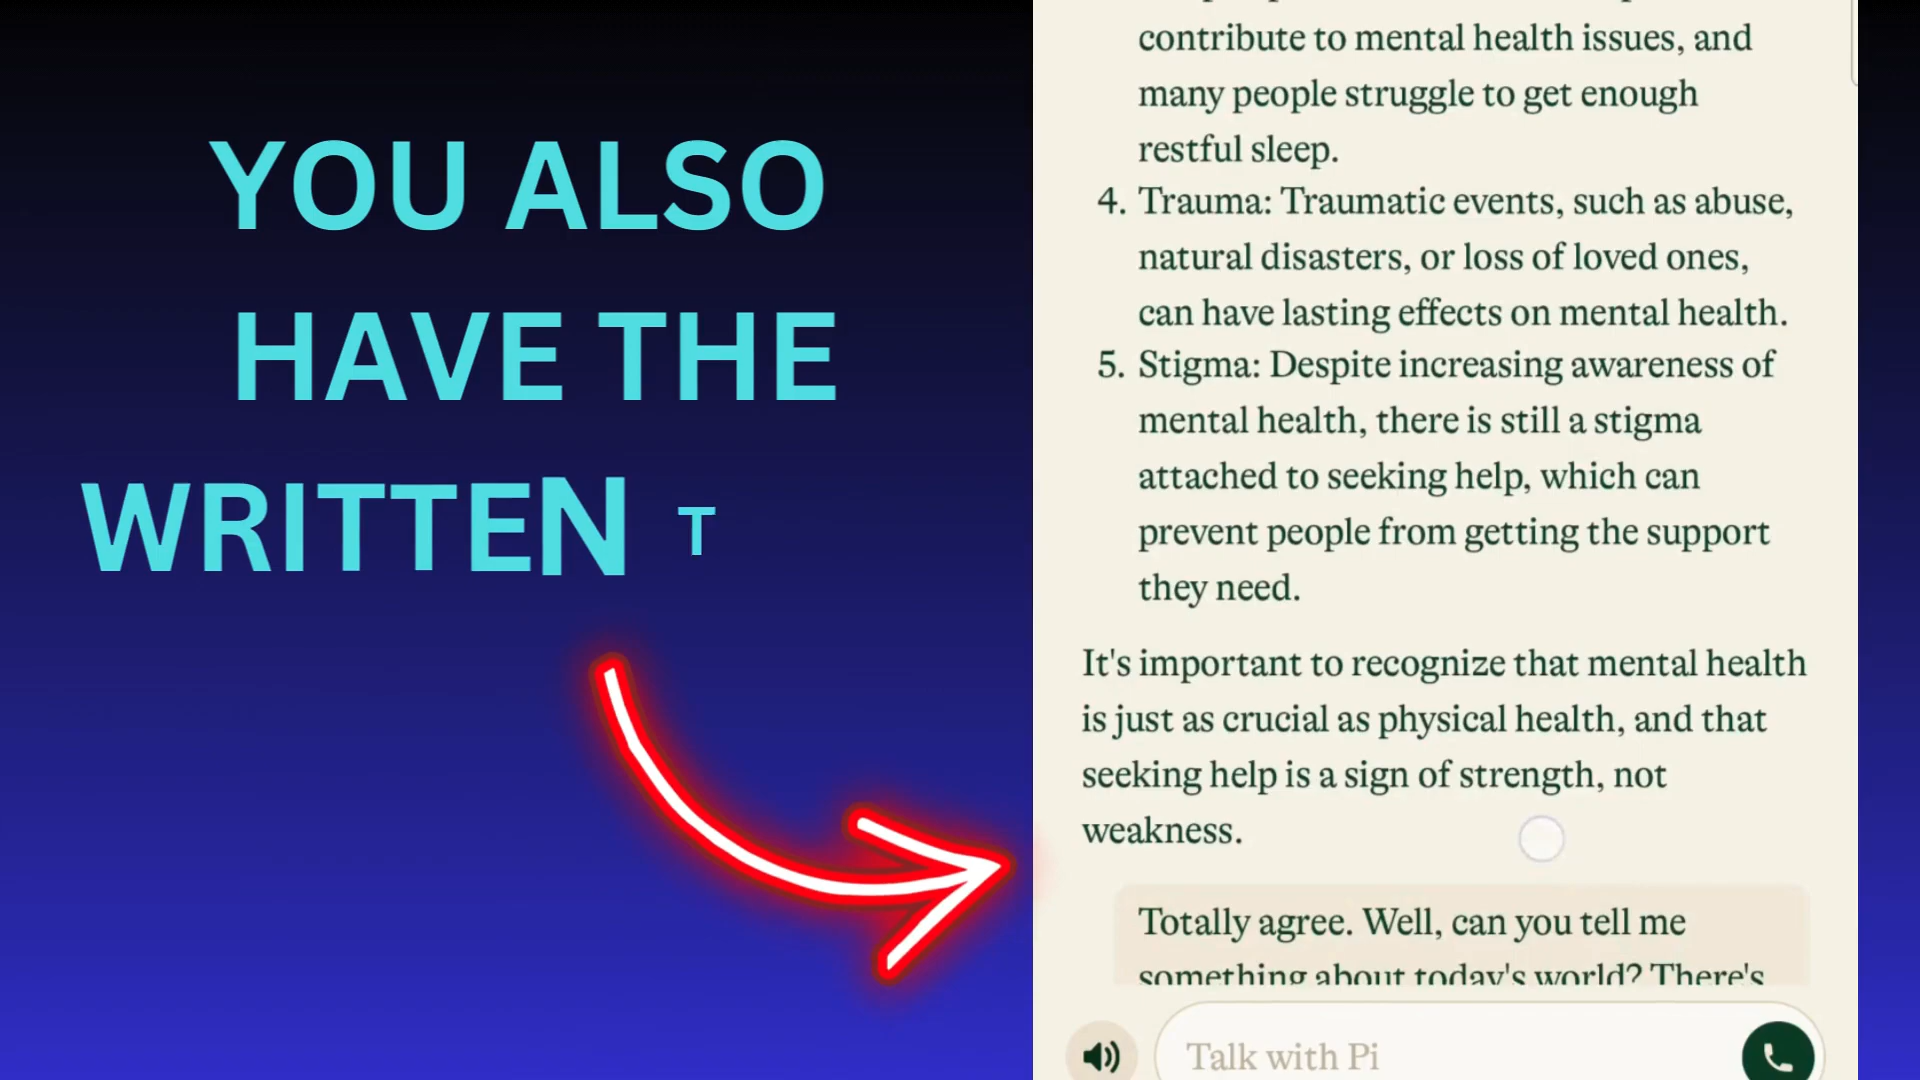 YOU ALSO
HAVE THE
WRITTEN T
contribute to mental health issues, and
many people struggle to get enough
restful sleep.
4. Trauma: Traumatic events, such as abuse,
natural disasters, or loss of loved ones,
can have lasting effects on mental health.
5. Stigma: Despite increasing awareness of
mental health, there is still a stigma
attached to seeking help, which can
prevent people from getting the support
they need.
It's important to recognize that mental health
is just as crucial as physical health, and that
seeking help is a sign of strength, not
weakness.
Totally agree. Well, can you tell me
something about today's world? There's
Talk with Pi